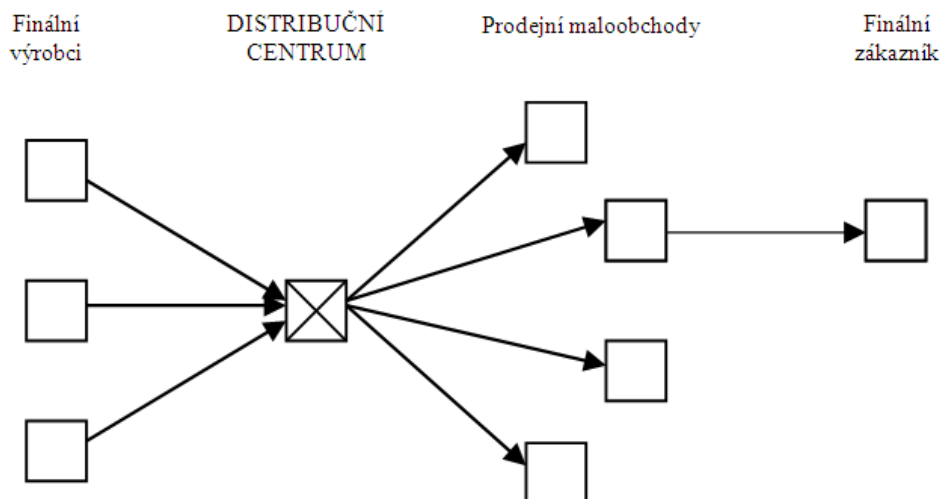 Finální
výrobci
DISTRIBUČNÍ
CENTRUM
Prodejní maloobchody
Finální
zákazník